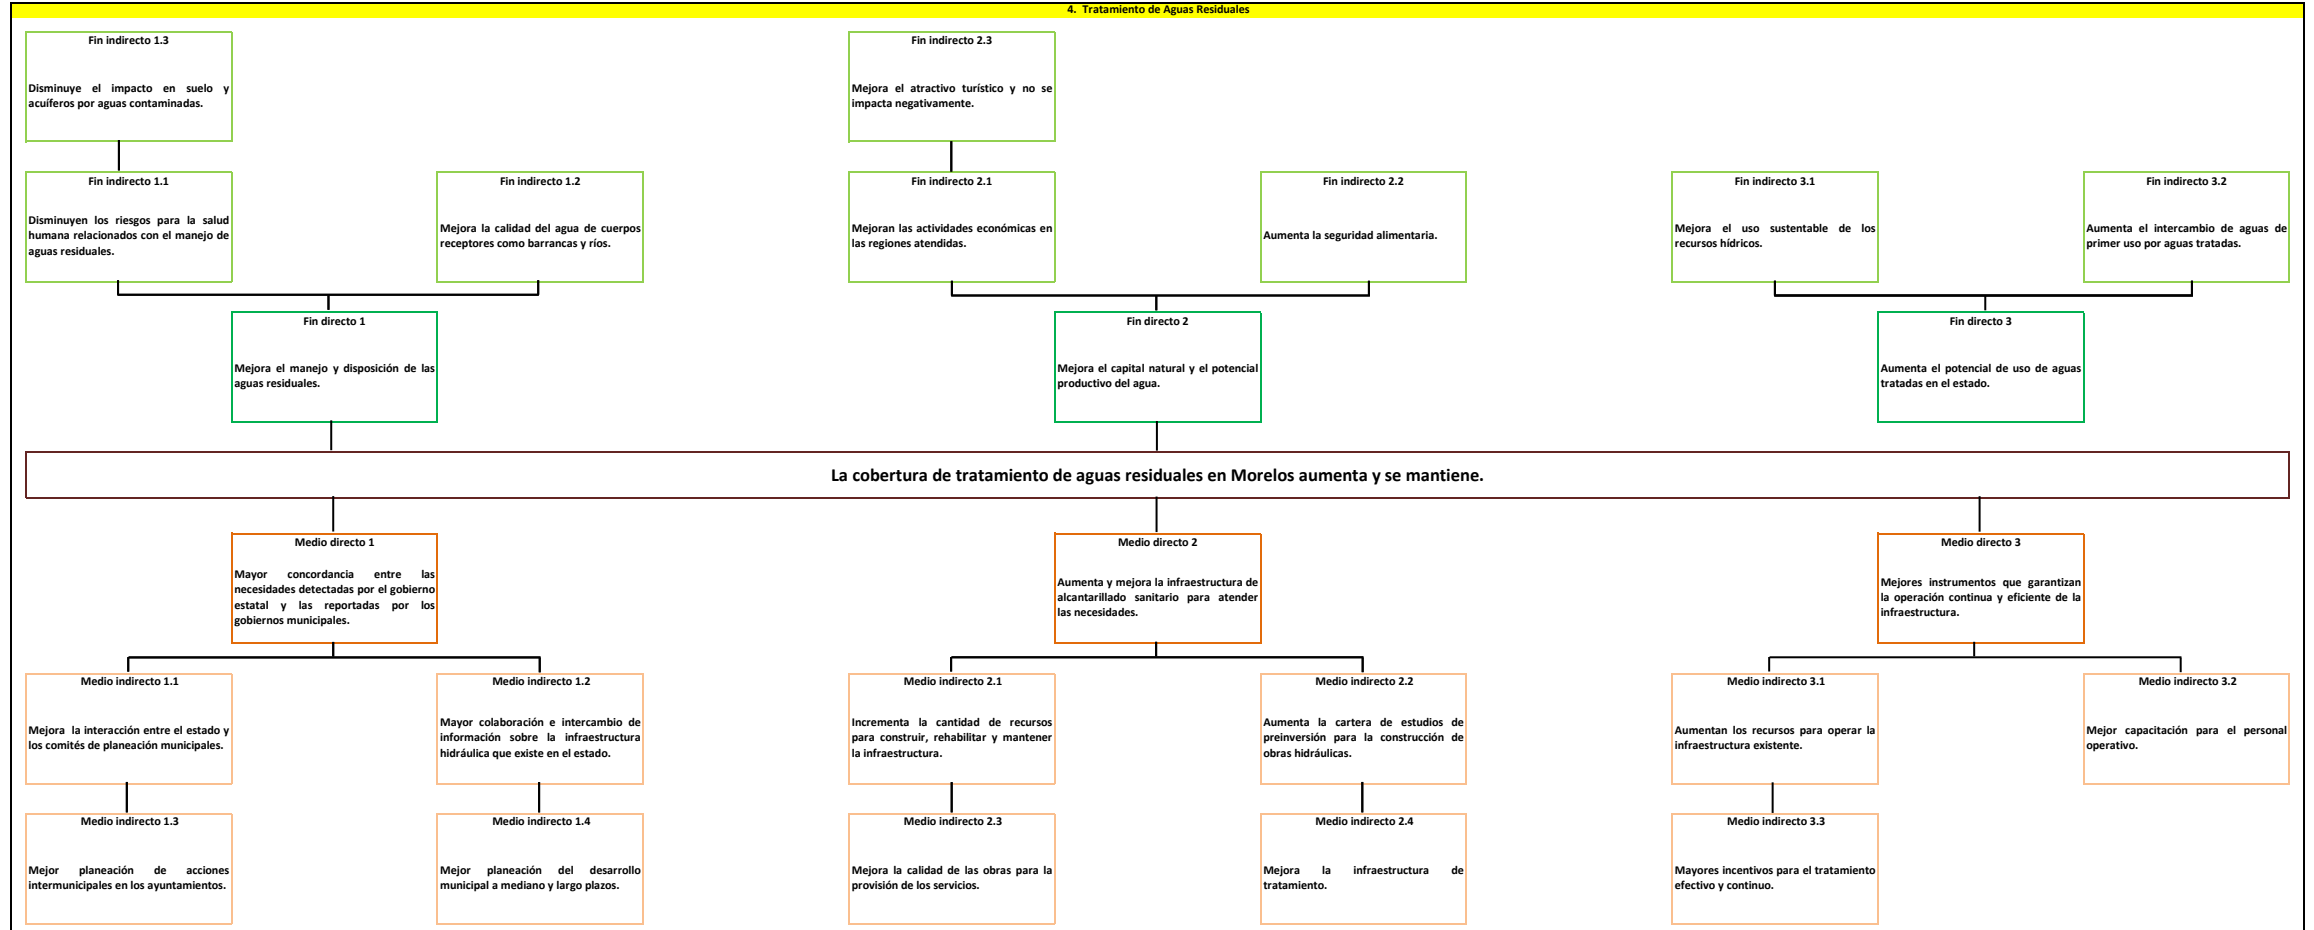 4. Tratamiento de Aguas Residuales
Fin indirecto 1.3
Disminuye el impacto en suelo y
acuíferos por aguas contaminadas.
Fin indirecto 2.3
Mejora el atractivo turístico y no se
impacta negativamente.
Fin indirecto 1.1
Disminuyen los riesgos para la salud
humana relacionados con el manejo de
aguas residuales.
Fin indirecto 1.2
Mejora la calidad del agua de cuerpos
receptores como barrancas y ríos.
Fin indirecto 2.1
Mejoran las actividades económicas en
las regiones atendidas.
Fin indirecto 2.2
Aumenta la seguridad alimentaria.
Fin indirecto 3.1
Mejora el uso sustentable de los
recursos hídricos.
Fin indirecto 3.2
Aumenta el intercambio de aguas de
primer uso por aguas tratadas.
Fin directo 1
Mejora el manejo y disposición de las
aguas residuales.
Fin directo 2
Mejora el capital natural y el potencial
productivo del agua.
Fin directo 3
Aumenta el potencial de uso de aguas
tratadas en el estado.
La cobertura de tratamiento de aguas residuales en Morelos aumenta y se mantiene.
Medio directo 1
Mayor concordancia entre las
necesidades detectadas por el gobierno
estatal y las reportadas por los
gobiernos municipales.
Medio directo 2
Aumenta y mejora la infraestructura de
alcantarillado sanitario para atender
las necesidades.
Medio directo 3
Mejores instrumentos que garantizan
la operación continua y eficiente de la
infraestructura.
Medio indirecto 1.1
Mejora la interacción entre el estado y
los comités de planeación municipales.
Medio indirecto 1.2
Mayor colaboración e intercambio de
información sobre la infraestructura
hidráulica que existe en el estado.
Medio indirecto 2.1
Incrementa la cantidad de recursos
para construir, rehabilitar y mantener
la infraestructura.
Medio indirecto 2.2
Aumenta la cartera de estudios de
preinversión para la construcción de
obras hidráulicas.
Medio indirecto 3.1
Aumentan los recursos para operar la
infraestructura existente.
Medio indirecto 3.2
Mejor capacitación para el personal
operativo.
Medio indirecto 1.3
Mejor planeación de acciones
intermunicipales en los ayuntamientos.
Medio indirecto 1.4
Mejor planeación del desarrollo
municipal a mediano y largo plazos.
Medio indirecto 2.3
Mejora la calidad de las obras para la
provisión de los servicios.
Medio indirecto 2.4
Mejora la infraestructura de
tratamiento.
Medio indirecto 3.3
Mayores incentivos para el tratamiento
efectivo y continuo.